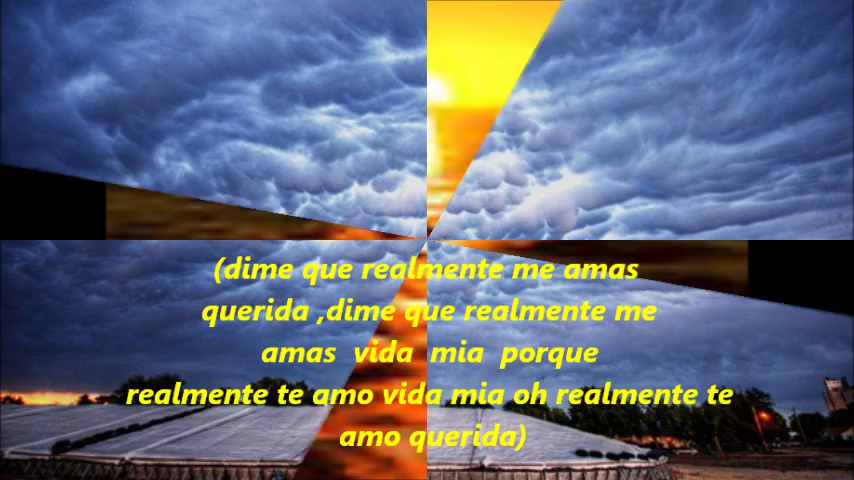 (dime que realmente me amas
querida ,dime que realmente me
amas vida mia porque
realmente te amo vida mia oh realmente te
amo querida)